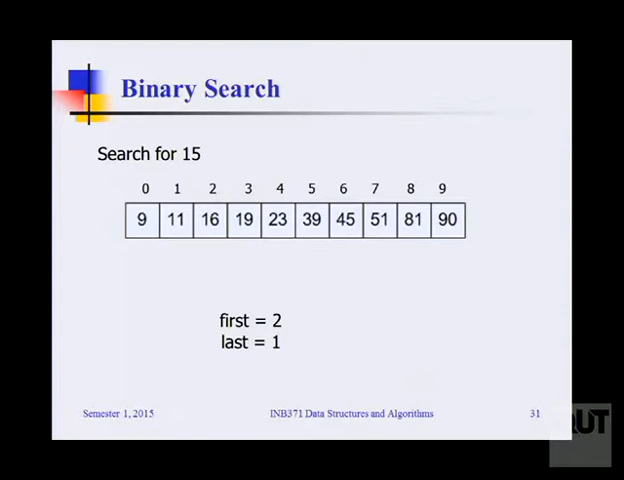 Binary Search
Search for 15
0 1 2 3 4 5 6 7 8 9
9 11 16 19 23 39 45 51 81 90
first = 2
last = 1
Semester 1, 2015 INB371 Data Structures and Algorithms 31
QUT